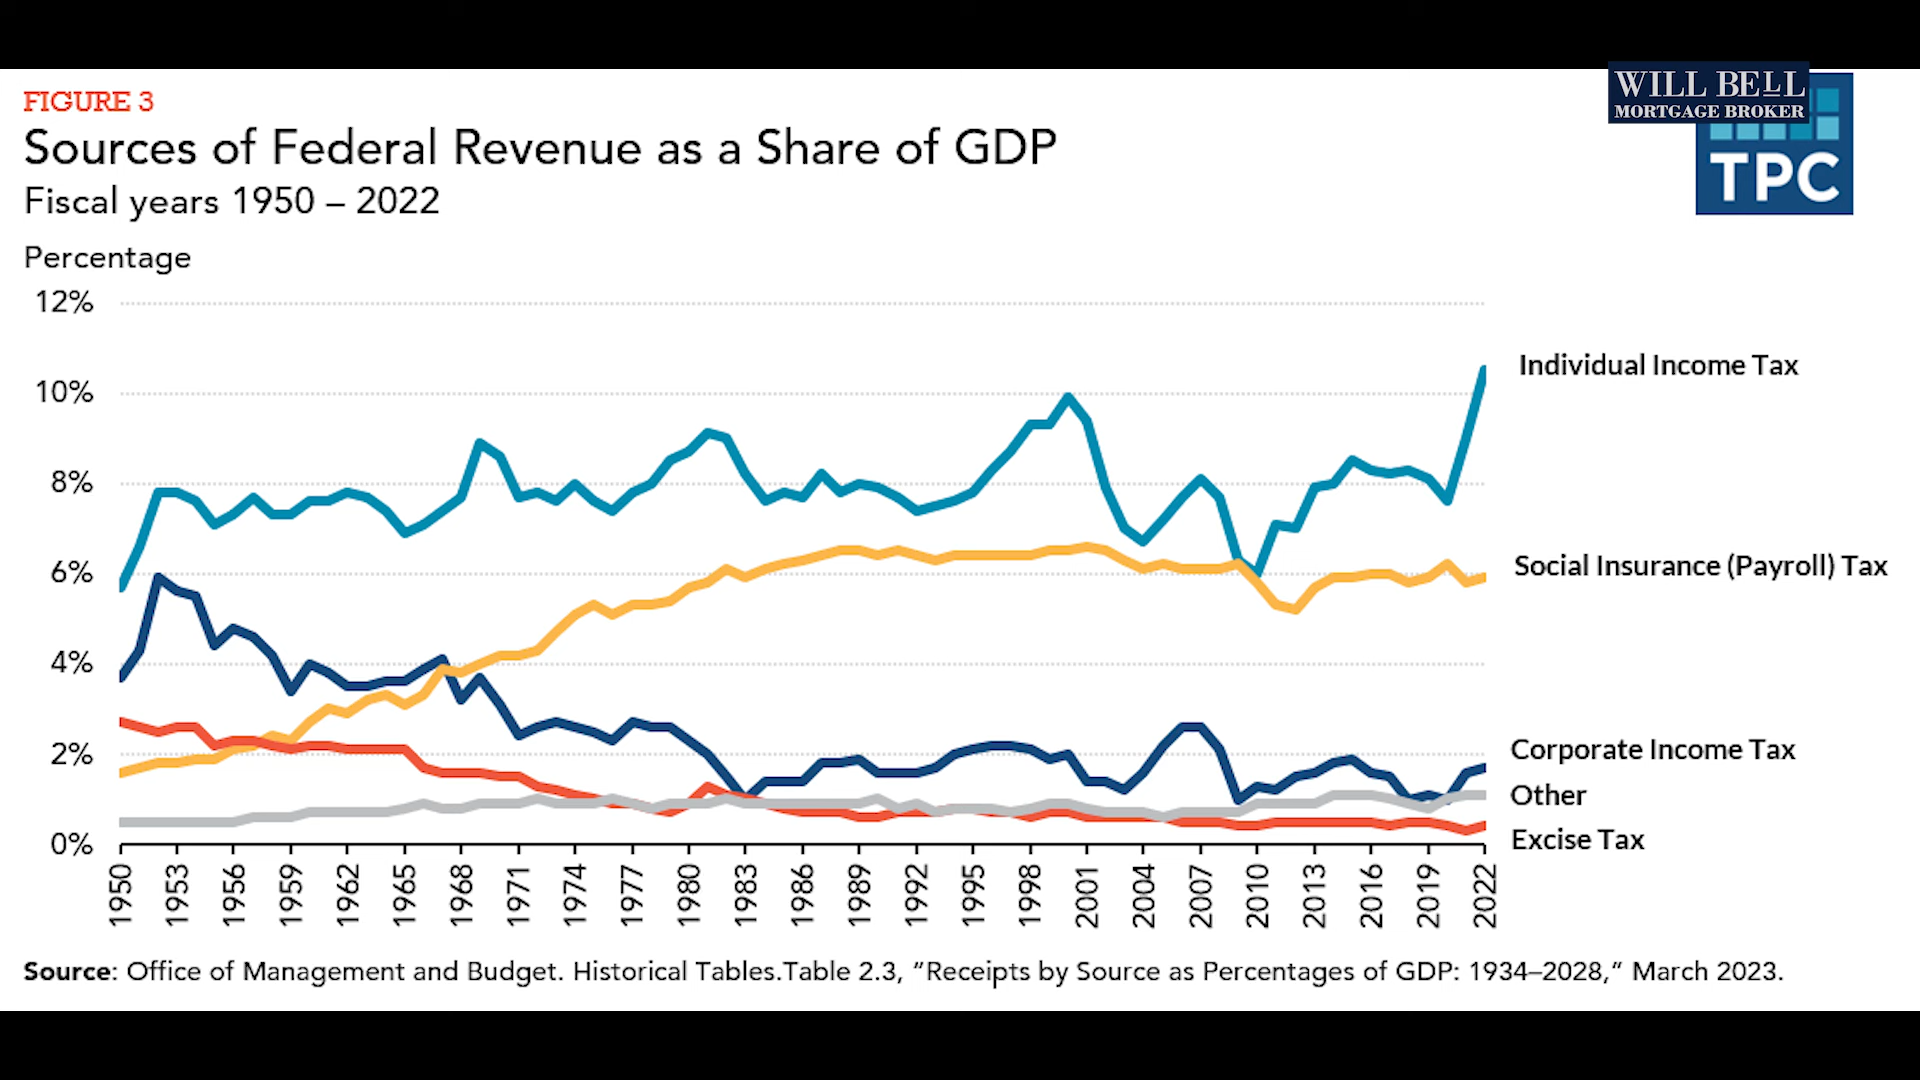 WILL BELL
MORTGAGE BROKER
TPC
FIGURE 3
Sources of Federal Revenue as a Share of GDP
Fiscal years 1950 – 2022
Percentage
12%
10%
8%
6%
4%
2%
0%
Individual Income Tax
Social Insurance (Payroll) Tax
Corporate Income Tax
Other
Excise Tax
1950 1953 1956 1959 1962 1965 1968 1971 1974 1977 1980 1983 1986 1989 1992 1995 1998 2001 2004 2007 2010 2013 2016 2019 2022
Source: Office of Management and Budget. Historical Tables.Table 2.3, “Receipts by Source as Percentages of GDP: 1934–2028,” March 2023.